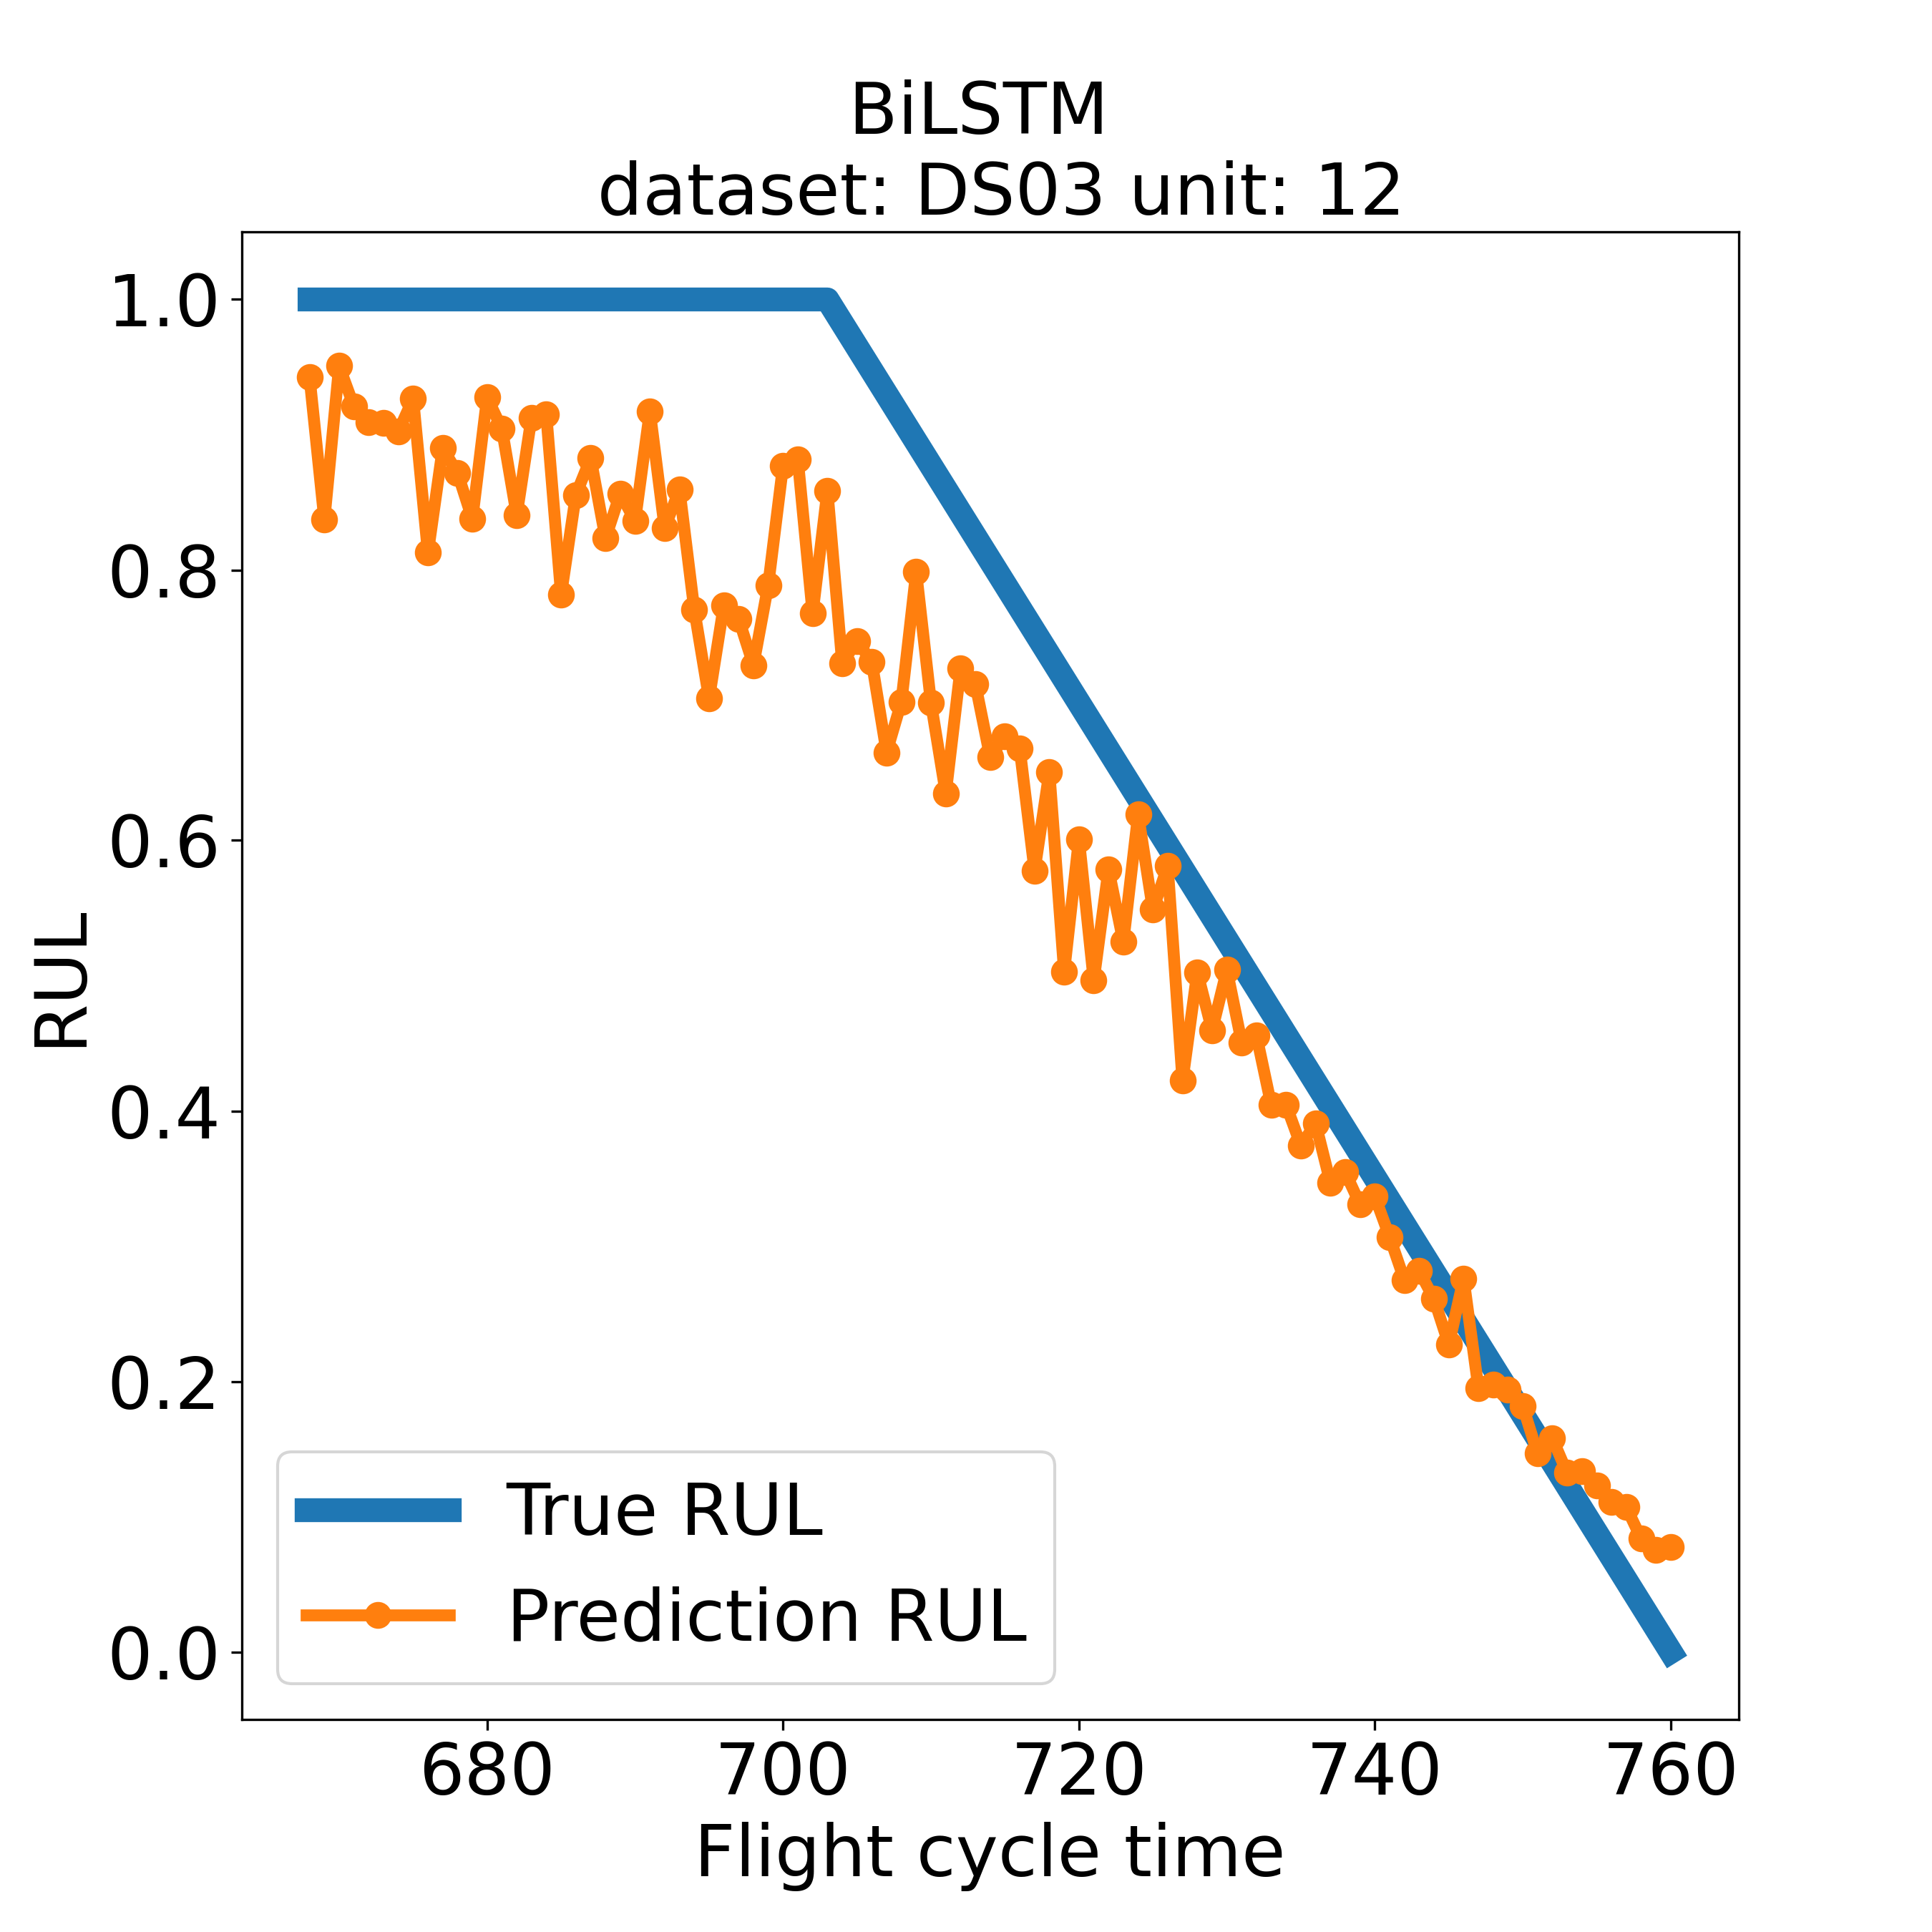 BiLSTM
dataset: DS03 unit: 12
1.0
0.8
0.6
0.4
0.2
0.0
RUL
True RUL
Prediction RUL
680 700 720 740 760
Flight cycle time